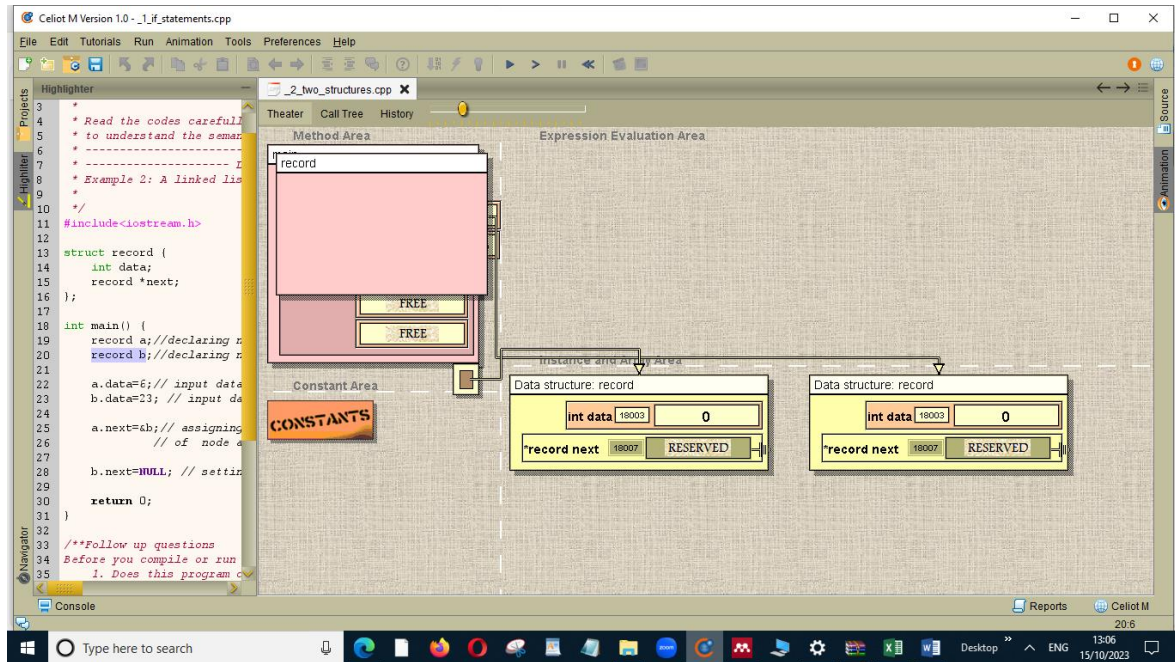 Celiot M Version 1.0 - _1_if_statements.cpp
File Edit Tutorials Run Animation Tools Preferences Help
Projects
Highlighter
Navigator
Highlighter
3 *
4 * Read the codes carefull
5 * to understand the seman
6 * -----------------------
7 * --------------------
8 * Example 2: A linked lis
9 *
10 */
11 #include<iostream.h>
12
13 struct record {
14 int data;
15 record *next;
16 };
17
18 int main() {
19 record a;//declaring n
20 record b;//declaring n
21
22 a.data=6;// input data
23 b.data=23; // input da
24
25 a.next=&b;// assigning
26 // of node a
27
28 b.next=NULL; // settin
29
30 return 0;
31 }
32
33 /**Follow up questions
34 Before you compile or run
35 1. Does this program c
_2_two_structures.cpp
Theater Call Tree History
Method Area
Expression Evaluation Area
record
FREE
FREE
Instance and Array Area
Constant Area
CONSTANTS
Data structure: record
int data 18003 0
*record next 18007 RESERVED
Data structure: record
int data 18003 0
*record next 18007 RESERVED
Source
Animation
Console
Reports
Celiot M
20:6
Type here to search
zoom
Desktop
ENG
13:06
15/10/2023